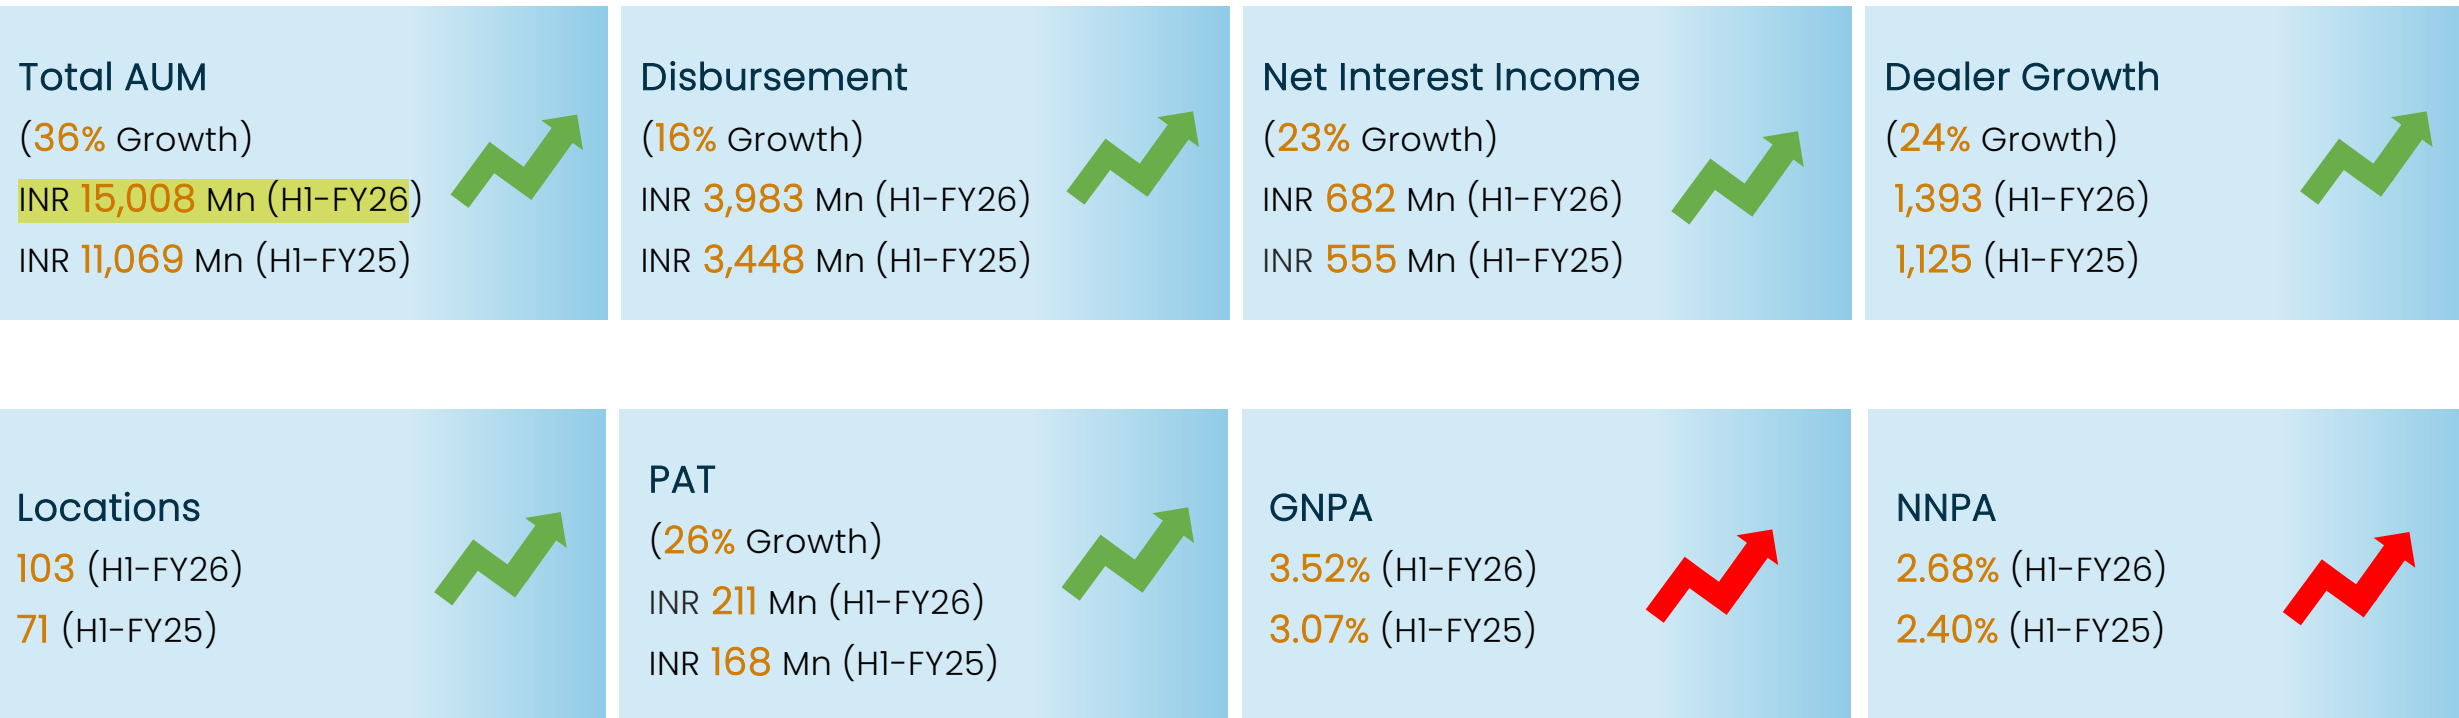 Total AUM
(36% Growth)
INR 15,008 Mn (H1-FY26)
INR 11,069 Mn (H1-FY25)
Disbursement
(16% Growth)
INR 3,983 Mn (H1-FY26)
INR 3,448 Mn (H1-FY25)
Net Interest Income
(23% Growth)
INR 682 Mn (H1-FY26)
INR 555 Mn (H1-FY25)
Dealer Growth
(24% Growth)
1,393 (H1-FY26)
1,125 (H1-FY25)
Locations
103 (H1-FY26)
71 (H1-FY25)
PAT
(26% Growth)
INR 211 Mn (H1-FY26)
INR 168 Mn (H1-FY25)
GNPA
3.52% (H1-FY26)
3.07% (H1-FY25)
NNPA
2.68% (H1-FY26)
2.40% (H1-FY25)